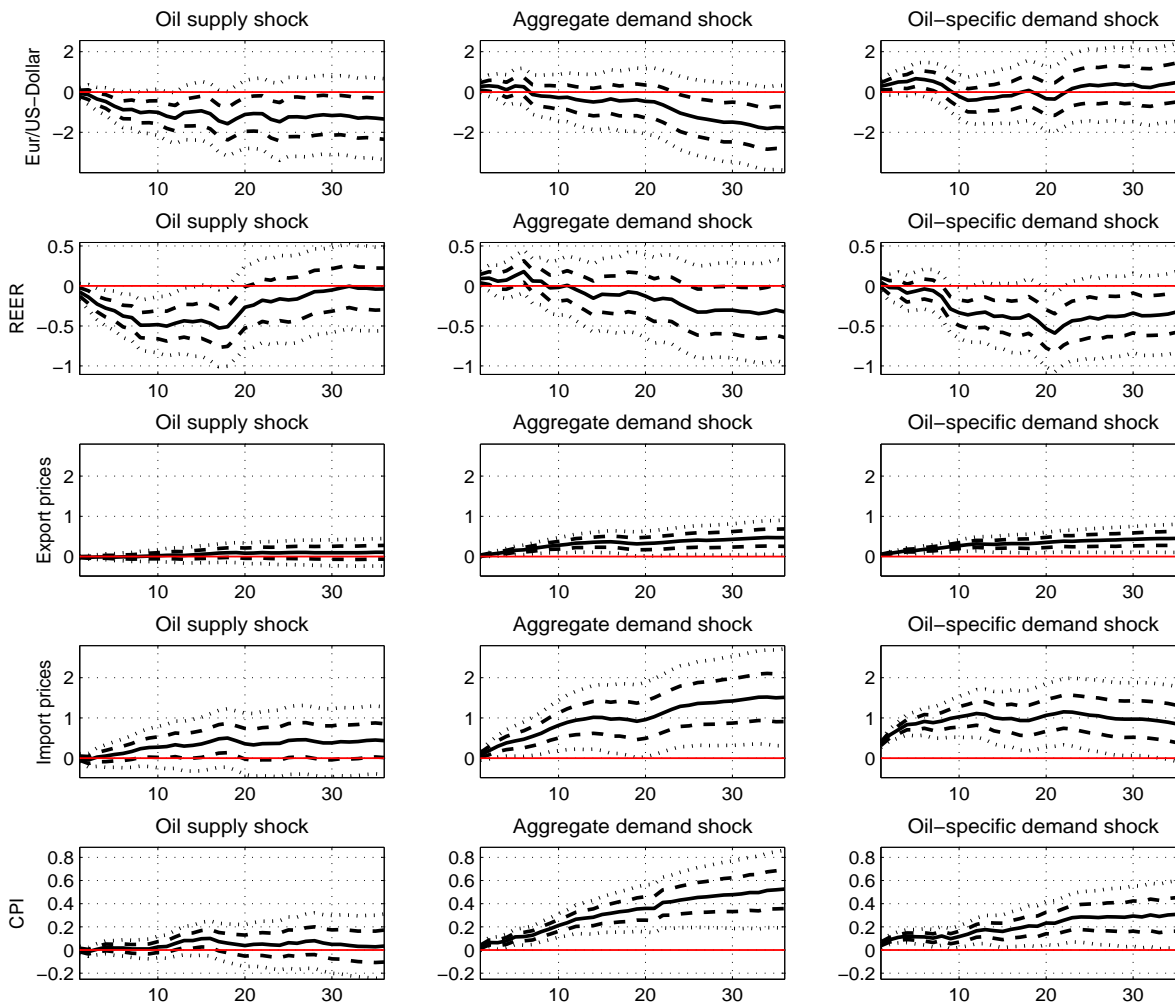 Oil supply shock Aggregate demand shock Oil−specific demand shock
Eur/US−Dollar
2 2 2
0 0 0
−2 −2 −2
10 20 30 10 20 30 10 20 30
Oil supply shock Aggregate demand shock Oil−specific demand shock
REER
0.5 0.5 0.5
0 0 0
−0.5 −0.5 −0.5
−1 −1 −1
10 20 30 10 20 30 10 20 30
Oil supply shock Aggregate demand shock Oil−specific demand shock
Export prices
2 2 2
1 1 1
0 0 0
10 20 30 10 20 30 10 20 30
Oil supply shock Aggregate demand shock Oil−specific demand shock
Import prices
2 2 2
1 1 1
0 0 0
10 20 30 10 20 30 10 20 30
Oil supply shock Aggregate demand shock Oil−specific demand shock
CPI
0.8 0.8 0.8
0.6 0.6 0.6
0.4 0.4 0.4
0.2 0.2 0.2
0 0 0
−0.2 −0.2 −0.2
10 20 30 10 20 30 10 20 30